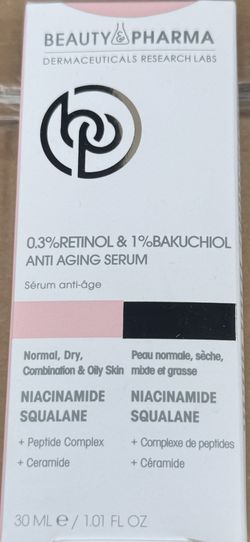 BEAUTY&PHARMA
DERMACEUTICALS RESEARCH LABS
bp
0.3%RETINOL & 1%BAKUCHIOL
ANTI AGING SERUM
Sérum anti-âge
Normal, Dry,
Combination & Oily Skin
NIACINAMIDE
SQUALANE
+ Peptide Complex
+ Ceramide
Peau normale, sèche,
mixte et grasse
NIACINAMIDE
SQUALANE
+ Complexe de peptides
+ Céramide
30 ML e / 1.01 FL OZ